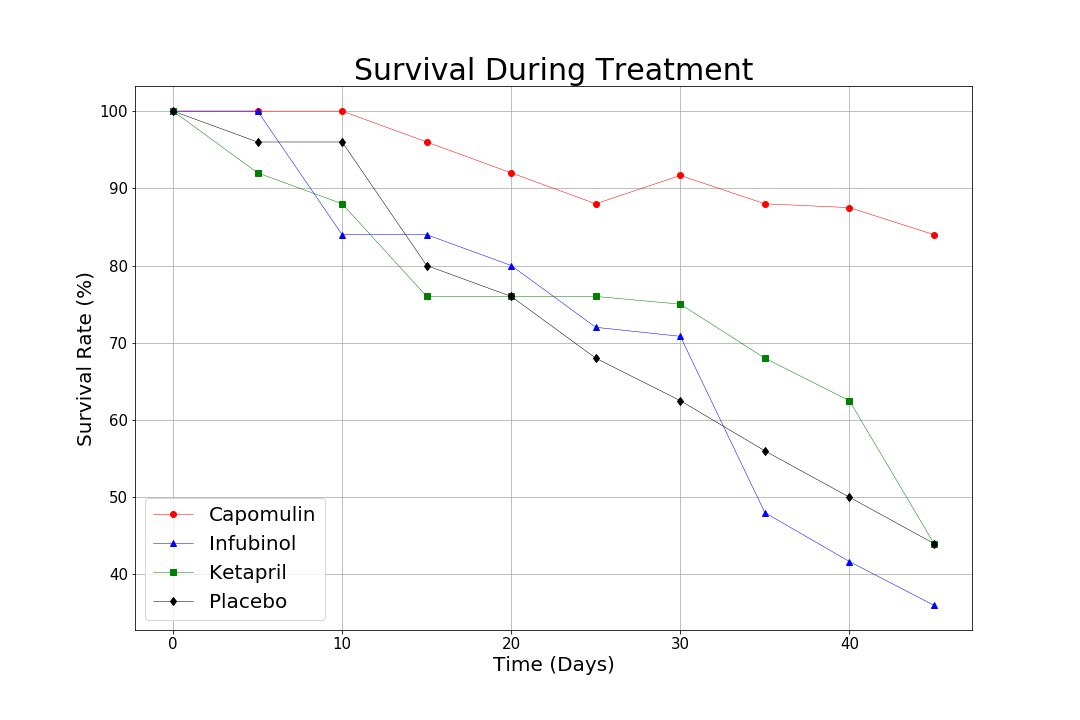 Survival During Treatment
Survival Rate (%)
100
90
80
70
60
50
40
Capomulin
Infubinol
Ketapril
Placebo
0 10 20 30 40
Time (Days)